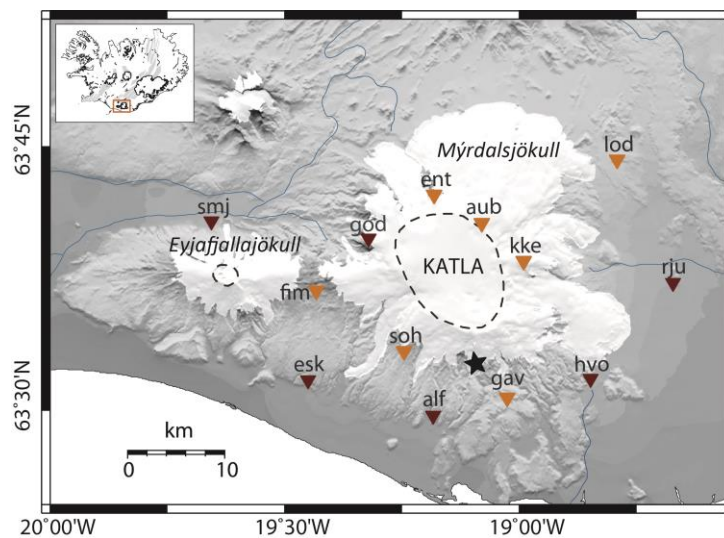 63°45'N
63°30'N
lod
Mýrdalsjökull
ent
smj
aub
god
Eyjafjallajökull
KATLA
kke
rju
fim
soh
esk
gav
hvo
alf
km
0 10
20°00'W 19°30'W 19°00'W